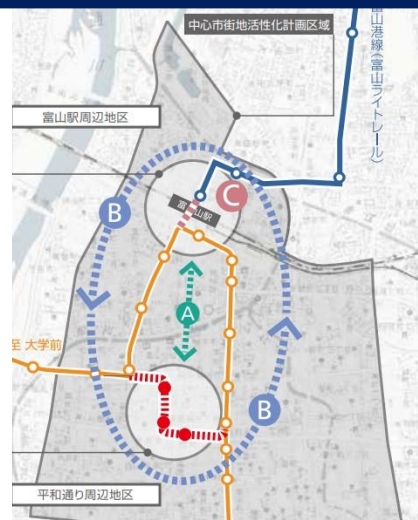 中心市街地活性化計画区域
富山港線(富山ライトレール)
富山駅周辺地区
C
富山駅
B
A
至 大学前
B
平和通り周辺地区